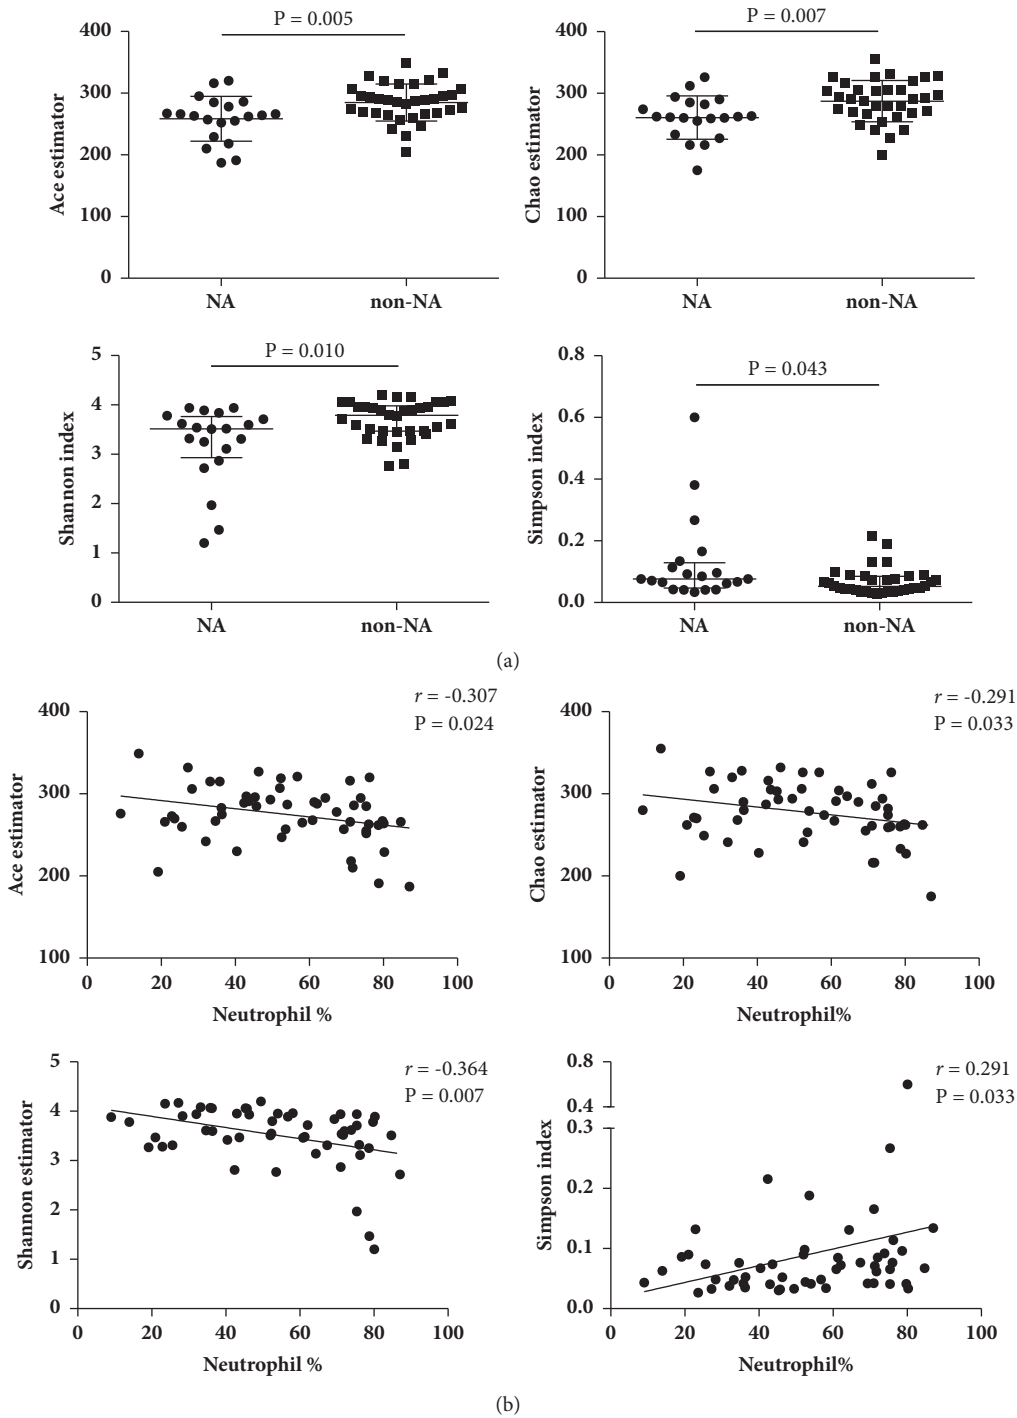 P = 0.005
400
300
200
100
0
Ace estimator
NA
non-NA
P = 0.007
400
300
200
100
0
Chao estimator
NA
non-NA
P = 0.010
5
4
3
2
1
0
Shannon index
NA
non-NA
P = 0.043
0.8
0.6
0.4
0.2
0.0
Simpson index
NA
non-NA
(a)
r = -0.307
P = 0.024
400
300
200
100
Ace estimator
0 20 40 60 80 100
Neutrophil %
r = -0.291
P = 0.033
400
300
200
100
Chao estimator
0 20 40 60 80 100
Neutrophil%
r = -0.364
P = 0.007
5
4
3
2
1
0
Shannon estimator
0 20 40 60 80 100
Neutrophil %
r = 0.291
P = 0.033
0.8
0.4
0.3
0.2
0.1
0.0
Simpson index
0 20 40 60 80 100
Neutrophil%
(b)